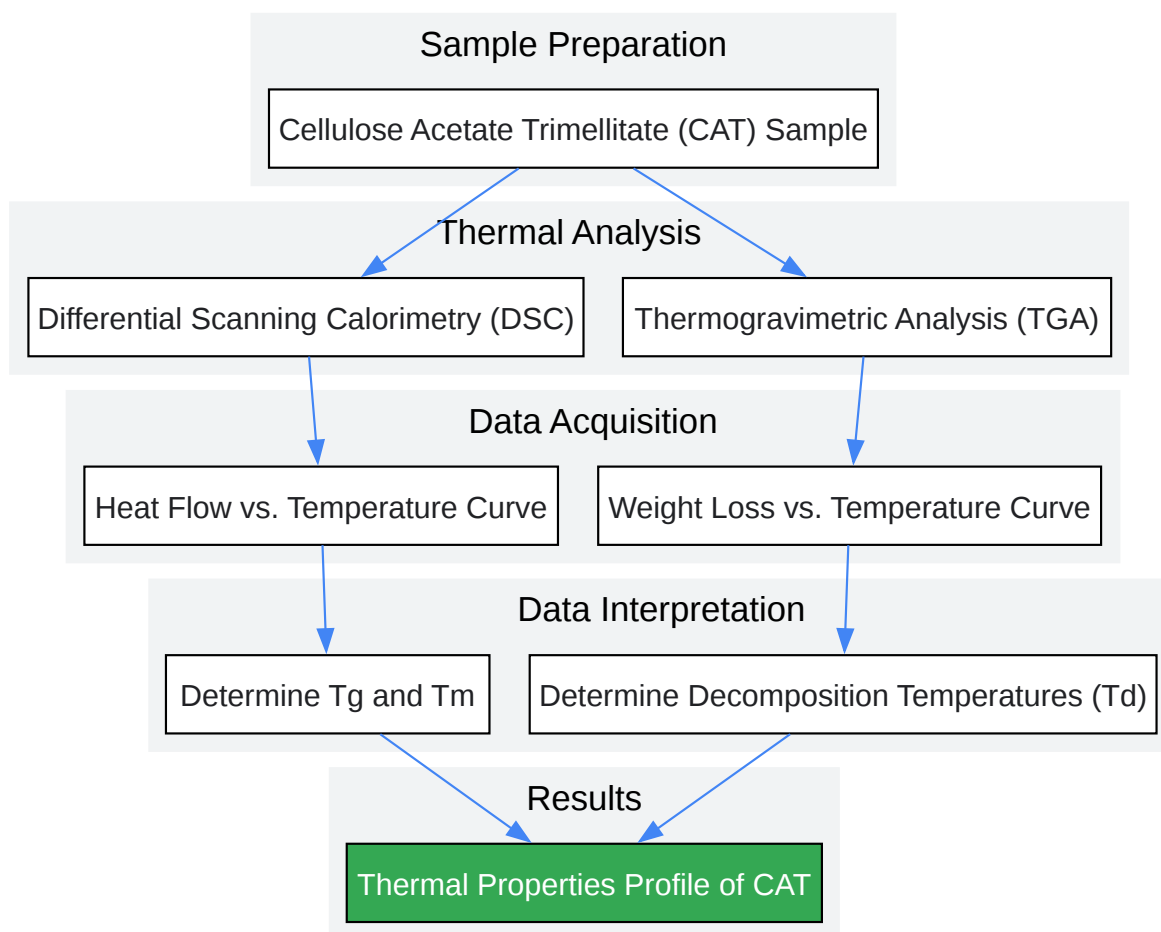 Sample Preparation
Cellulose Acetate Trimellitate (CAT) Sample
Thermal Analysis
Differential Scanning Calorimetry (DSC)
Thermogravimetric Analysis (TGA)
Data Acquisition
Heat Flow vs. Temperature Curve
Weight Loss vs. Temperature Curve
Data Interpretation
Determine Tg and Tm
Determine Decomposition Temperatures (Td)
Results
Thermal Properties Profile of CAT